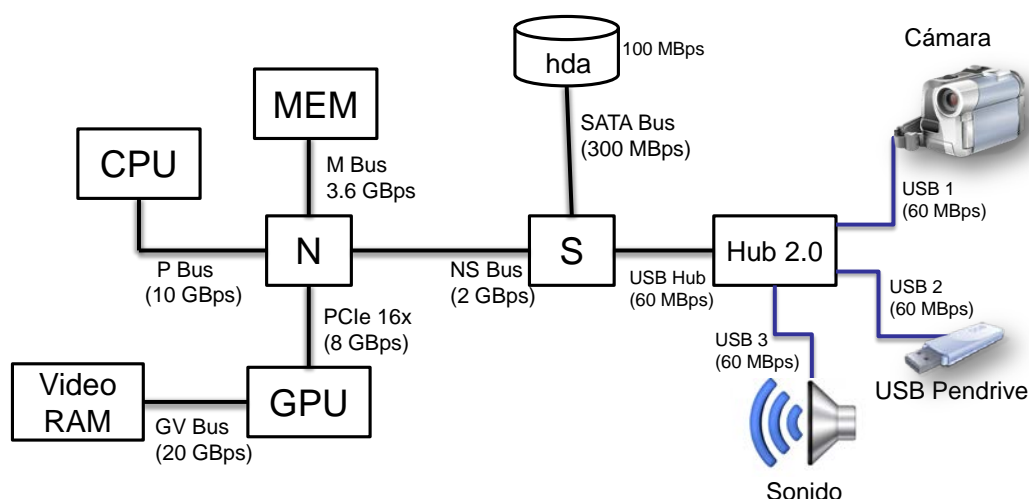 Cámara
hda
100 MBps
MEM
SATA Bus
(300 MBps)
CPU
M Bus
3.6 GBps
USB 1
(60 MBps)
N
S
Hub 2.0
P Bus
(10 GBps)
NS Bus
(2 GBps)
USB Hub
(60 MBps)
USB 2
(60 MBps)
PCIe 16x
(8 GBps)
USB 3
(60 MBps)
Video
RAM
GPU
USB Pendrive
GV Bus
(20 GBps)
Sonido